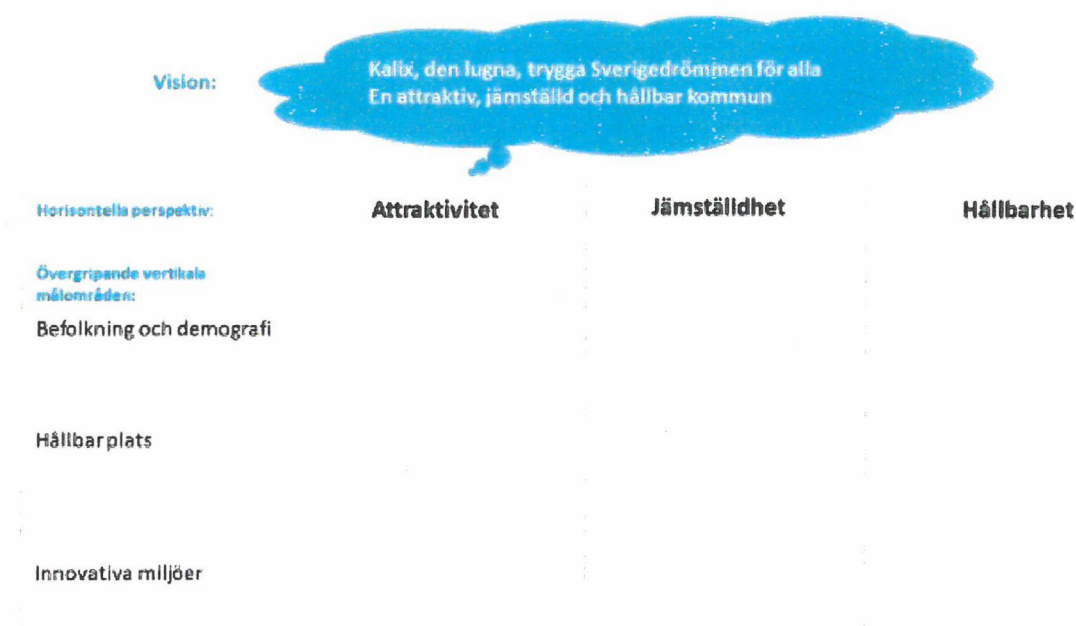 Vision:
Kalix, den lugna, trygga Sverigedrömmen för alla
En attraktiv, jämställd och hållbar kommun
Horisontella perspektiv:
Attraktivitet
Jämställdhet
Hållbarhet
Övergripande vertikala
målområden:
Befolkning och demografi
Hållbar plats
Innovativa miljöer